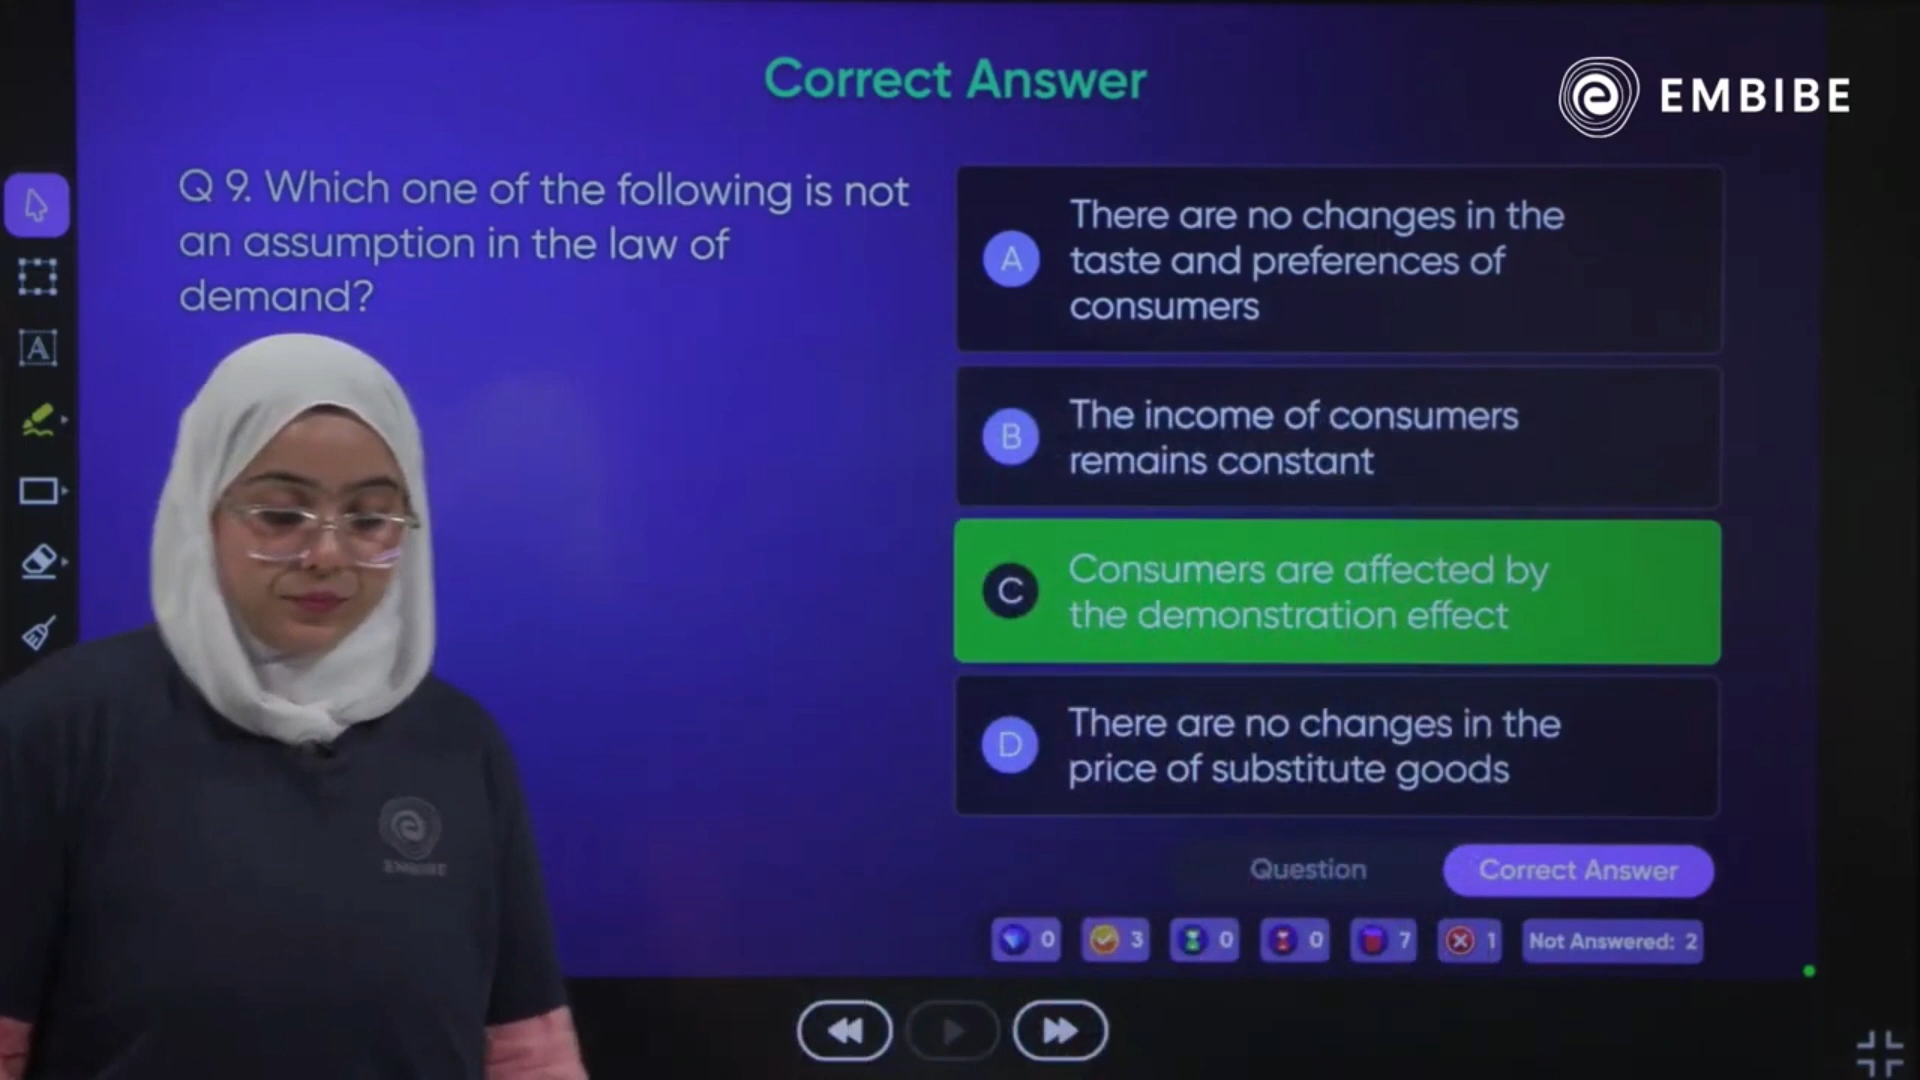 Correct Answer
EMBIBE
Q 9. Which one of the following is not
an assumption in the law of
demand?
A
There are no changes in the
taste and preferences of
consumers
B
The income of consumers
remains constant
C
Consumers are affected by
the demonstration effect
D
There are no changes in the
price of substitute goods
Question
Correct Answer
0
3
0
0
7
1
Not Answered: 2
A
EMBIBE